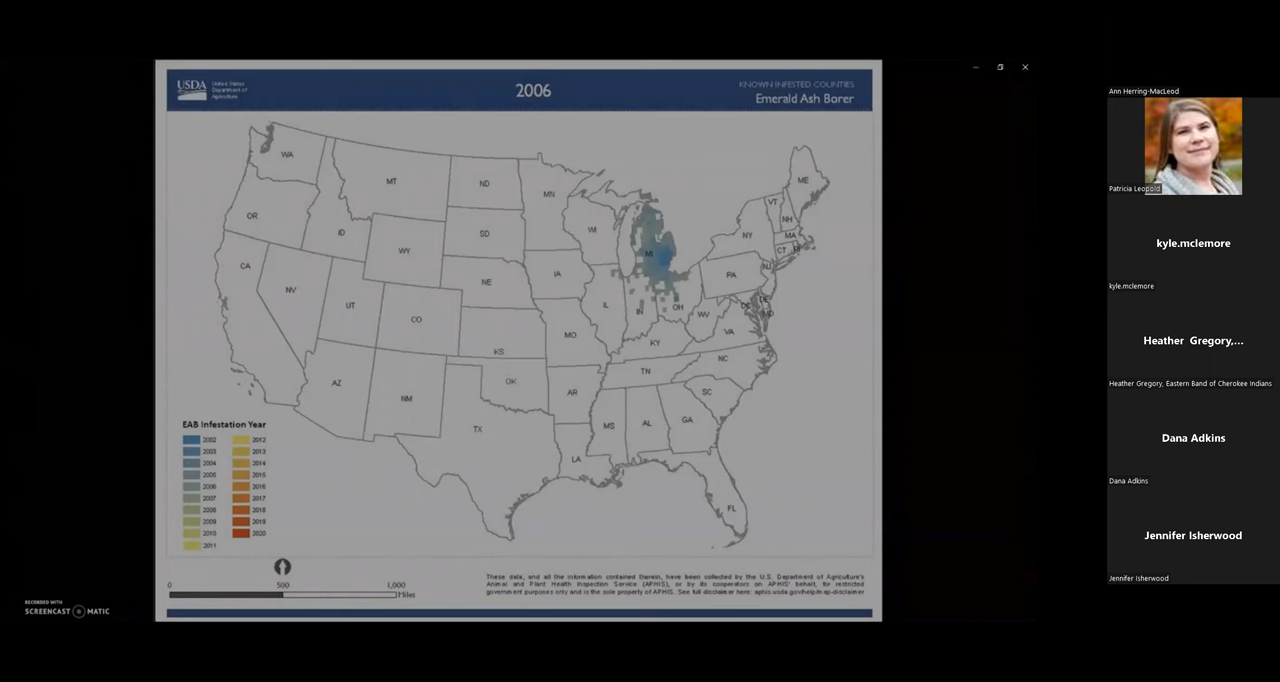 USDA
United States
Department of
Agriculture
2006
KNOWN INFESTED COUNTIES
Emerald Ash Borer
WA
MT
ND
MN
ME
OR
ID
WY
SD
WI
MI
NY
VT
NH
MA
CT
RI
CA
NV
UT
CO
NE
IA
IL
IN
OH
PA
NJ
DE
DC
MD
WV
VA
KY
KS
MO
AZ
NM
OK
AR
TN
NC
SC
TX
LA
MS
AL
GA
FL
EAB Infestation Year
2002 2012
2003 2013
2004 2014
2005 2015
2006 2016
2007 2017
2008 2018
2009 2019
2010 2020
2011
0 500 1,000
Miles
These data, and all the information contained therein, have been collected by the U.S. Department of Agriculture's
Animal and Plant Health Inspection Service (APHIS), or by its cooperators on APHIS' behalf, for restricted
government purposes only and is the sole property of APHIS. See full disclaimer here: aphis.usda.gov/help/map-disclaimer
RECORDED WITH
SCREENCAST MATIC
Ann Herring-MacLeod
Patricia Leopold
kyle.mclemore
kyle.mclemore
Heather Gregory,...
Heather Gregory, Eastern Band of Cherokee Indians
Dana Adkins
Dana Adkins
Jennifer Isherwood
Jennifer Isherwood